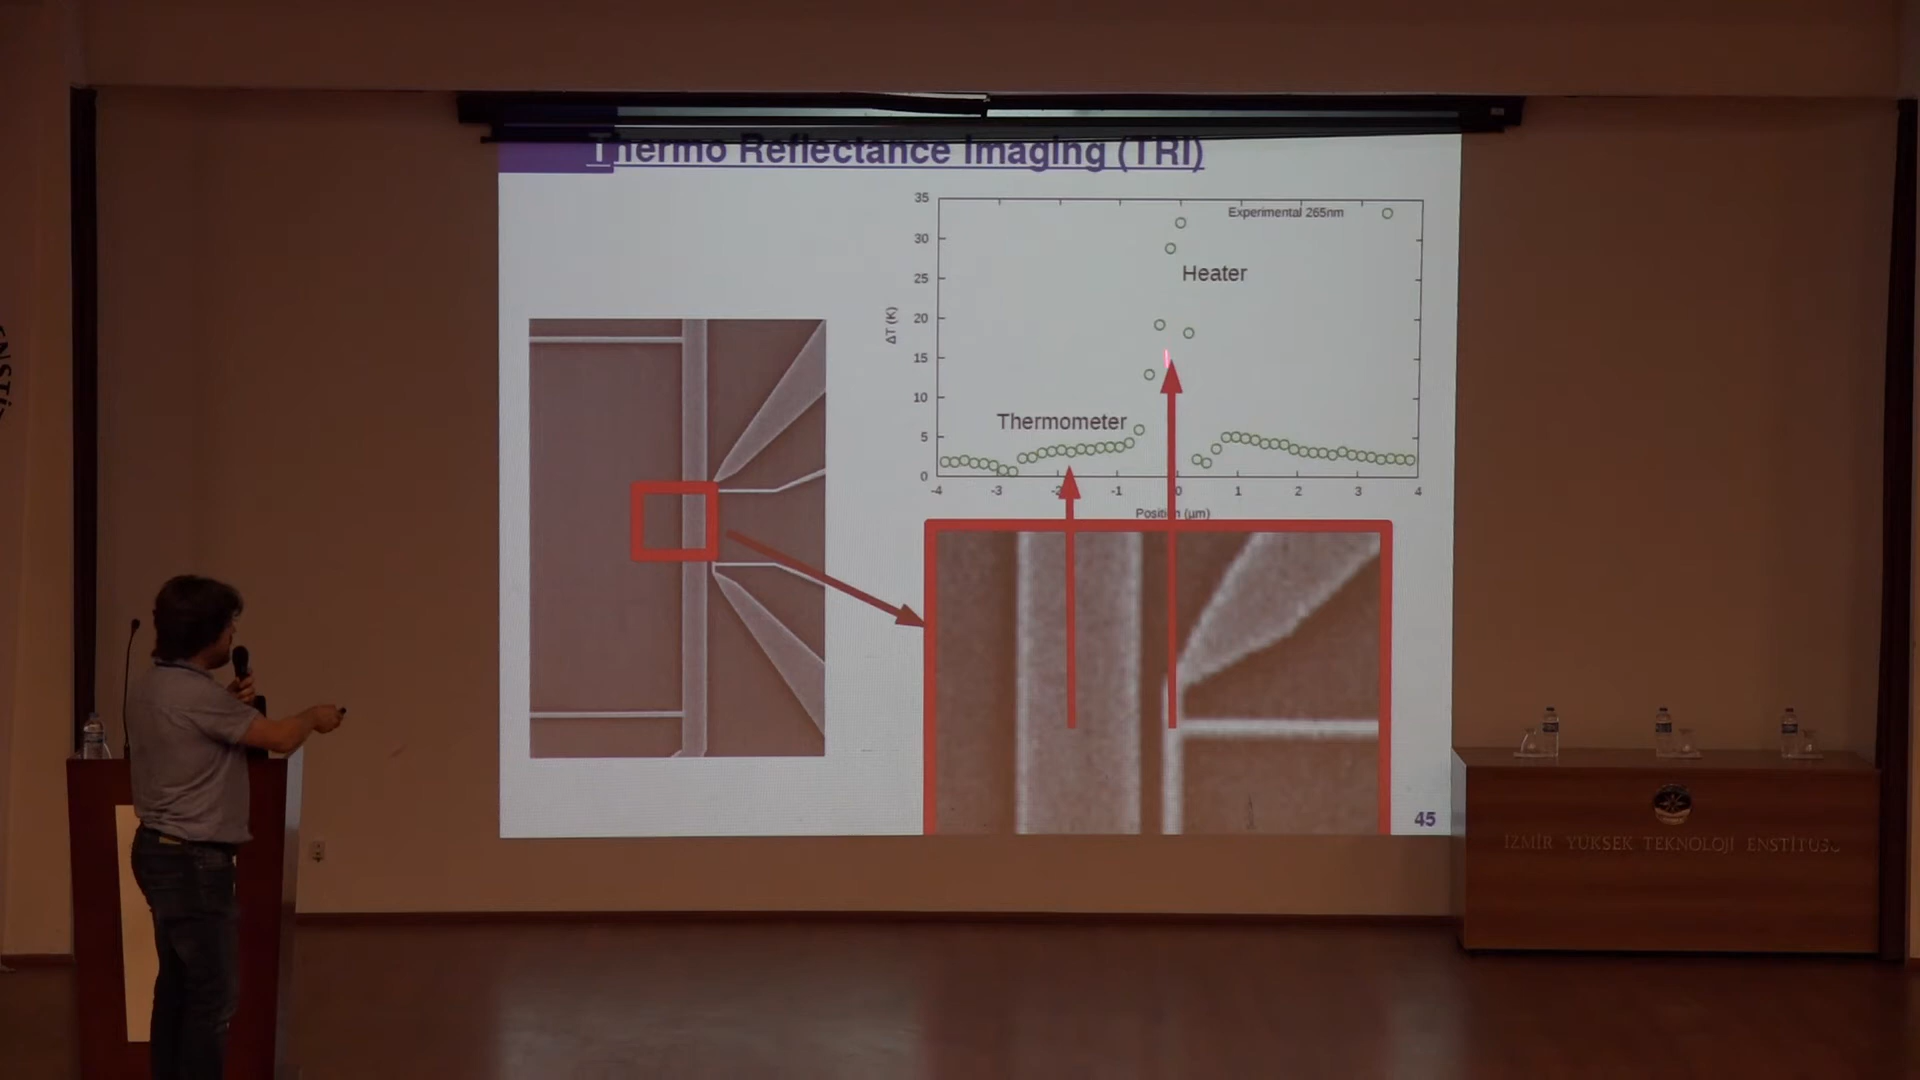 Thermo Reflectance Imaging (TRI)
35
30
25
20
15
10
5
0
ΔT (K)
Experimental 265nm
Heater
Thermometer
-4 -3 -2 -1 0 1 2 3 4
Position (µm)
45
İZMİR YÜKSEK TEKNOLOJİ ENSTİTÜSÜ
ENSTİ